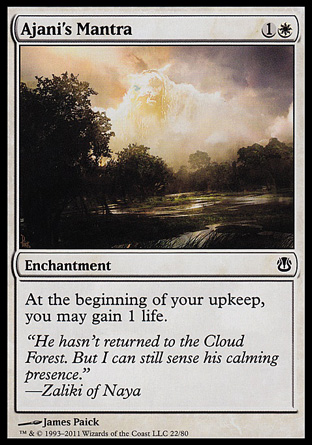 Ajani's Mantra 1
Enchantment
At the beginning of your upkeep,
you may gain 1 life.
“He hasn't returned to the Cloud
Forest. But I can still sense his calming
presence.”
—Zaliki of Naya
James Paick
™ & © 1993–2011 Wizards of the Coast LLC 22/80